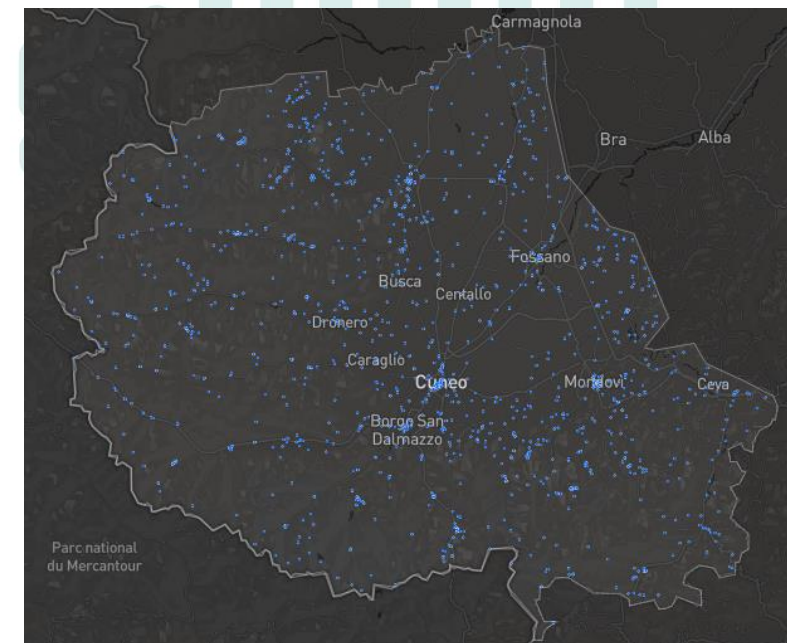 Carmagnola
Bra
Alba
Fossano
Busca
Centallo
Dronero
Caraglio
Cuneo
Mondovì
Ceva
Borgo San
Dalmazzo
Parc national
du Mercantour